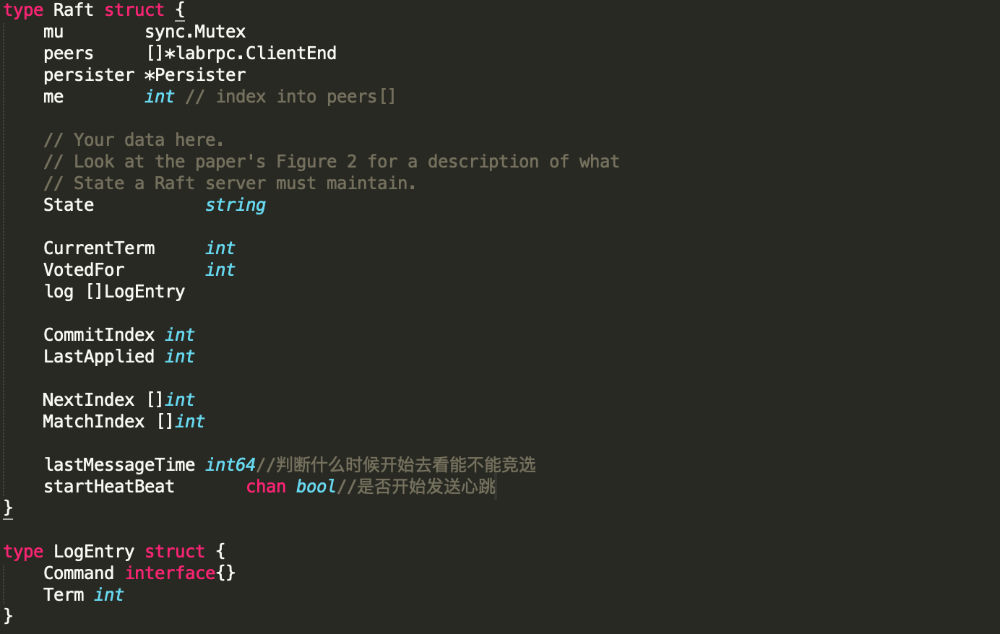 type Raft struct {
mu sync.Mutex
peers []*labrpc.ClientEnd
persister *Persister
me int // index into peers[]
// Your data here.
// Look at the paper's Figure 2 for a description of what
// State a Raft server must maintain.
State string
CurrentTerm int
VotedFor int
log []LogEntry
CommitIndex int
LastApplied int
NextIndex []int
MatchIndex []int
lastMessageTime int64//判断什么时候开始去看能不能竞选
startHeatBeat chan bool//是否开始发送心跳
}
type LogEntry struct {
Command interface{}
Term int
}